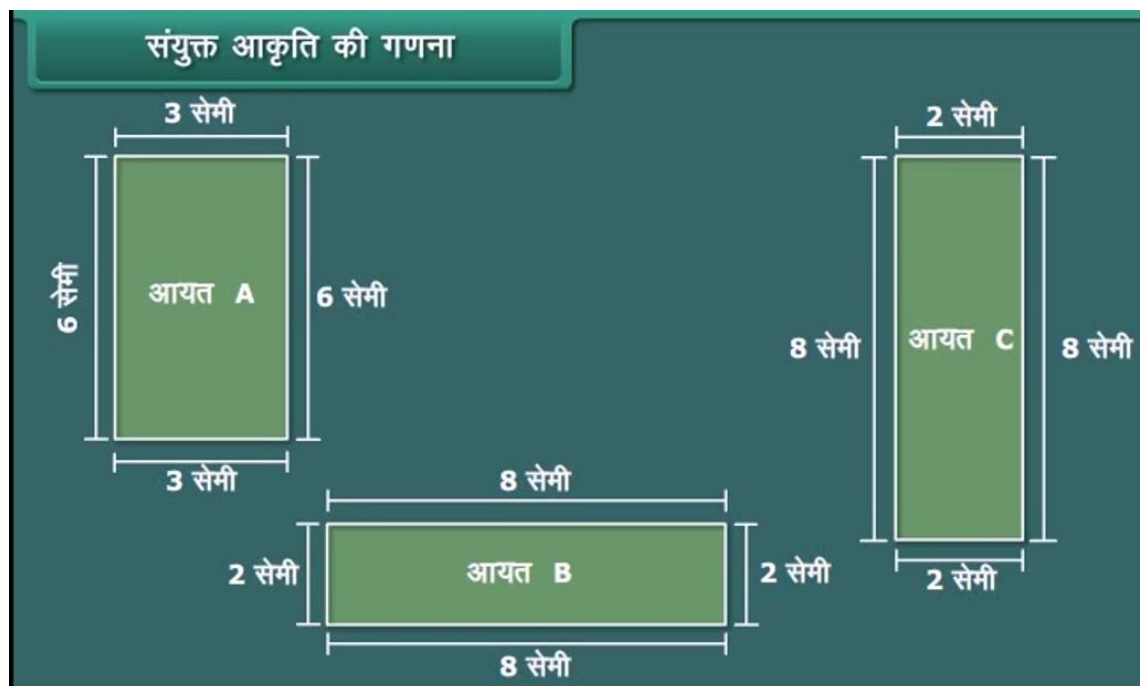 संयुक्त आकृति की गणना
3 सेमी
6 सेमी
आयत A
6 सेमी
3 सेमी
2 सेमी
8 सेमी
आयत C
8 सेमी
2 सेमी
8 सेमी
2 सेमी
आयत B
2 सेमी
8 सेमी